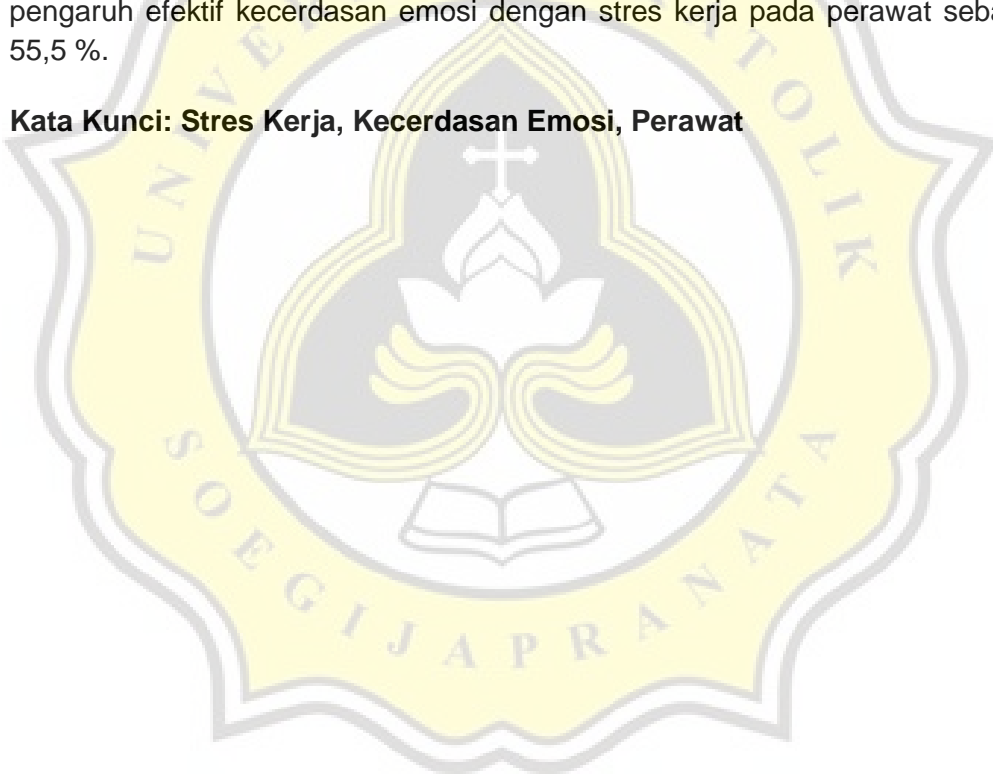 pengaruh efektif kecerdasan emosi dengan stres kerja pada perawat
55,5 %.
Kata Kunci: Stres Kerja, Kecerdasan Emosi, Perawat
SOEGIJAPRANATA